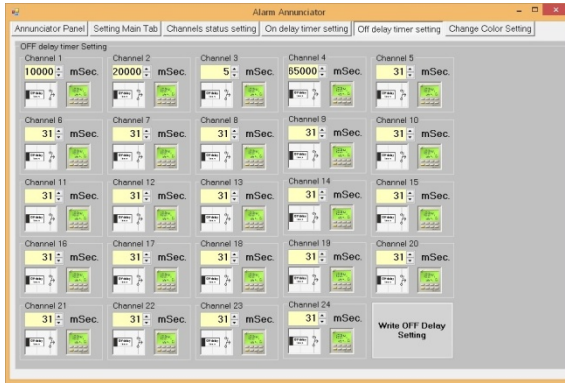 Alarm Annunciator
Annunciator Panel Setting Main Tab Channels status setting On delay timer setting Off delay timer setting Change Color Setting
OFF delay timer Setting
Channel 1 Channel 2 Channel 3 Channel 4 Channel 5
10000 mSec. 20000 mSec. 5 mSec. 65000 mSec. 31 mSec.
Channel 6 Channel 7 Channel 8 Channel 9 Channel 10
31 mSec. 31 mSec. 31 mSec. 31 mSec. 31 mSec.
Channel 11 Channel 12 Channel 13 Channel 14 Channel 15
31 mSec. 31 mSec. 31 mSec. 31 mSec. 31 mSec.
Channel 16 Channel 17 Channel 18 Channel 19 Channel 20
31 mSec. 31 mSec. 31 mSec. 31 mSec. 31 mSec.
Channel 21 Channel 22 Channel 23 Channel 24
31 mSec. 31 mSec. 31 mSec. 31 mSec.
Write OFF Delay
Setting